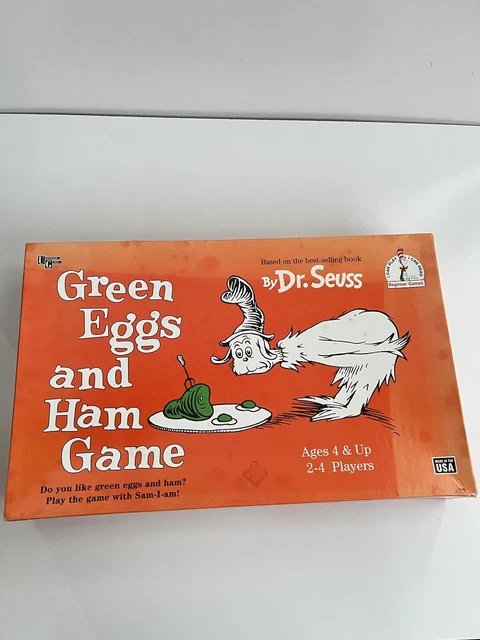 Green
Eggs
and
Ham
Game
Do you like green eggs and ham?
Play the game with Sam-I-am!
Based on the best-selling book
By Dr. Seuss
I CAN PLAY
Beginner Games
Ages 4 & Up
2-4 Players
MADE IN THE
USA